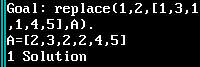 Goal: replace(1,2,[1,3,1
,1,4,5],A).
A=[2,3,2,2,4,5]
1 Solution